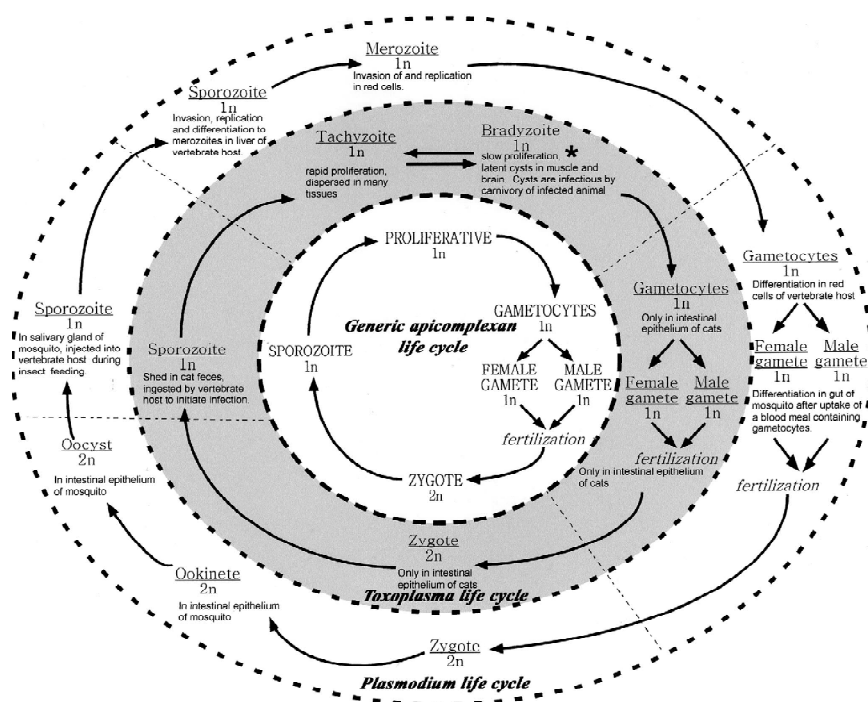 Merozoite
1n
Invasion of and replication
in red cells.
Sporozoite
1n
Invasion, replication
and differentiation to
merozoites in liver of
vertebrate host.
Tachyzoite
1n
rapid proliferation,
dispersed in many
tissues
Bradyzoite
1n
slow proliferation,
latent cysts in muscle and
brain. Cysts are infectious by
carnivory of infected animal
*
PROLIFERATIVE
1n
GAMETOCYTES
1n
Generic apicomplexan
life cycle
SPOROZOITE
1n
FEMALE
GAMETE
1n
MALE
GAMETE
1n
fertilization
ZYGOTE
2n
Gametocytes
1n
Only in intestinal
epithelium of cats
Female
gamete
1n
Male
gamete
1n
fertilization
Only in intestinal epithelium
of cats
Gametocytes
1n
Differentiation in red
cells of vertebrate host
Female
gamete
1n
Male
gamete
1n
Differentiation in gut of
mosquito after uptake of
a blood meal containing
gametocytes.
fertilization
Sporozoite
1n
In salivary gland of
mosquito, injected into
vertebrate host during
insect feeding.
Sporozoite
1n
Shed in cat feces,
ingested by vertebrate
host to initiate infection.
Oocyst
2n
In intestinal epithelium
of mosquito
Ookinete
2n
In intestinal epithelium
of mosquito
Zygote
2n
Only in intestinal
epithelium of cats
Toxoplasma life cycle
Zygote
2n
Plasmodium life cycle